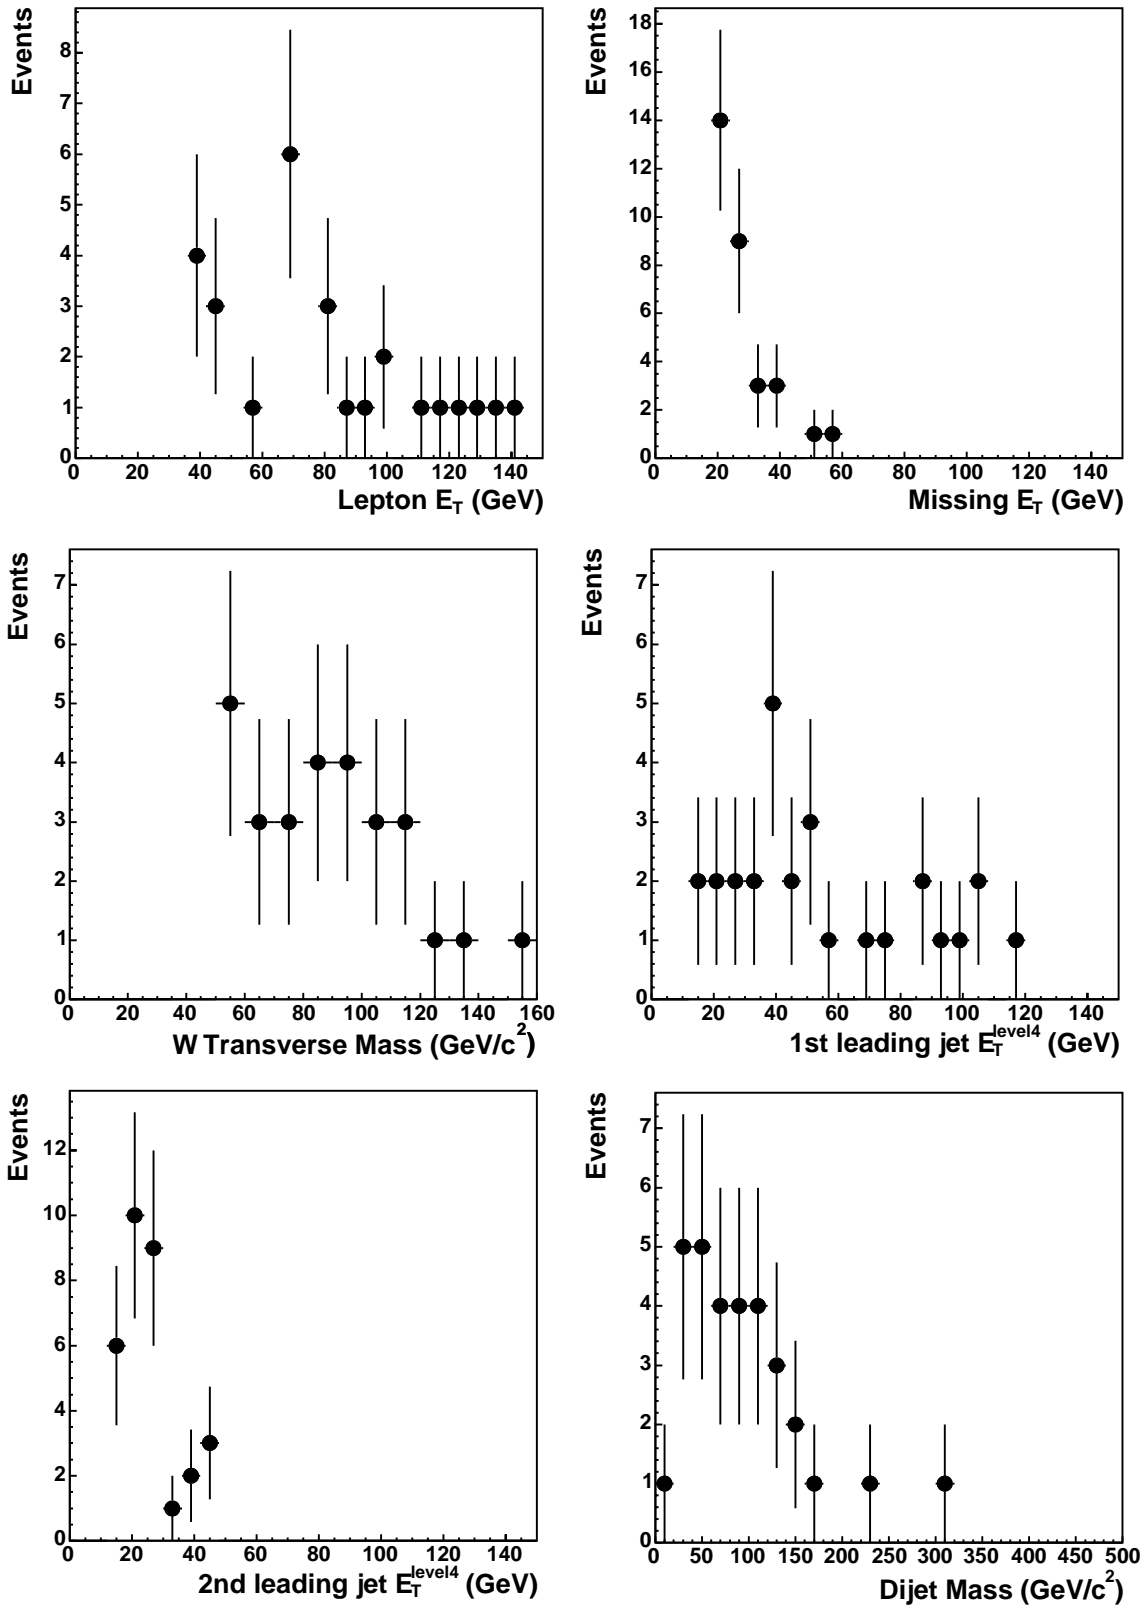 Events
8
7
6
5
4
3
2
1
0
0 20 40 60 80 100 120 140
Lepton E_T (GeV)
Events
18
16
14
12
10
8
6
4
2
0
0 20 40 60 80 100 120 140
Missing E_T (GeV)
Events
7
6
5
4
3
2
1
0
0 20 40 60 80 100 120 140 160
W Transverse Mass (GeV/c^2)
Events
7
6
5
4
3
2
1
0
0 20 40 60 80 100 120 140
1st leading jet E_T^level4 (GeV)
Events
12
10
8
6
4
2
0
0 20 40 60 80 100 120 140
2nd leading jet E_T^level4 (GeV)
Events
7
6
5
4
3
2
1
0
0 50 100 150 200 250 300 350 400 450 500
Dijet Mass (GeV/c^2)